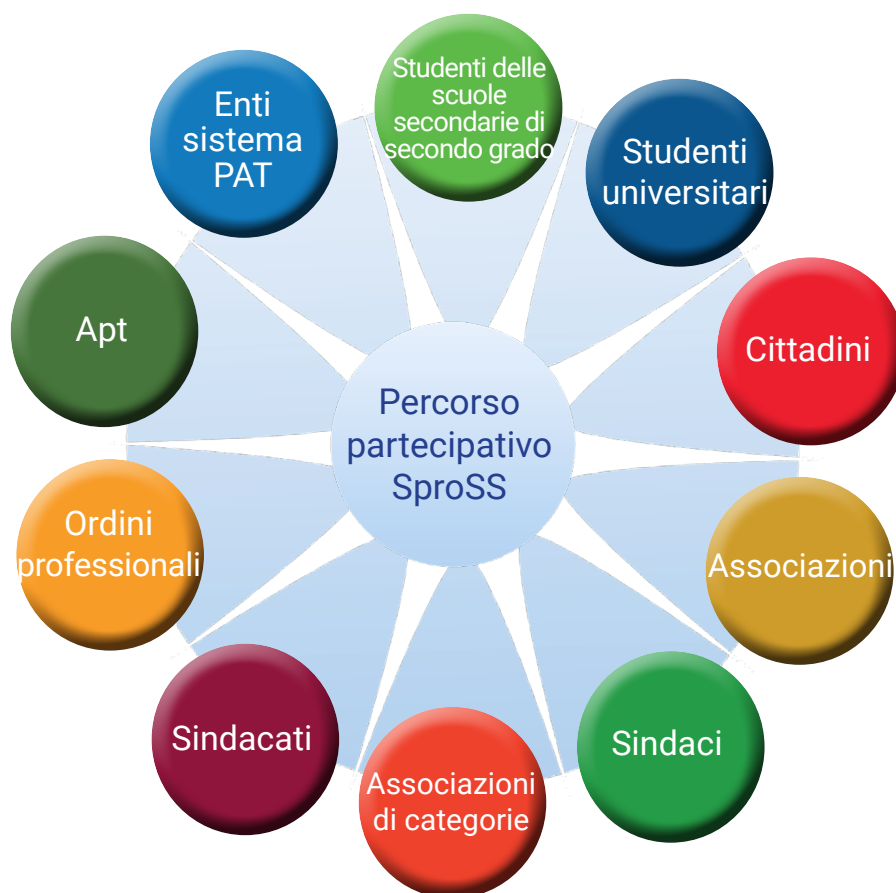 Studenti delle
scuole
secondarie di
secondo grado
Enti
sistema
PAT
Studenti
universitari
Apt
Cittadini
Percorso
partecipativo
SproSS
Ordini
professionali
Associazioni
Sindacati
Sindaci
Associazioni
di categorie